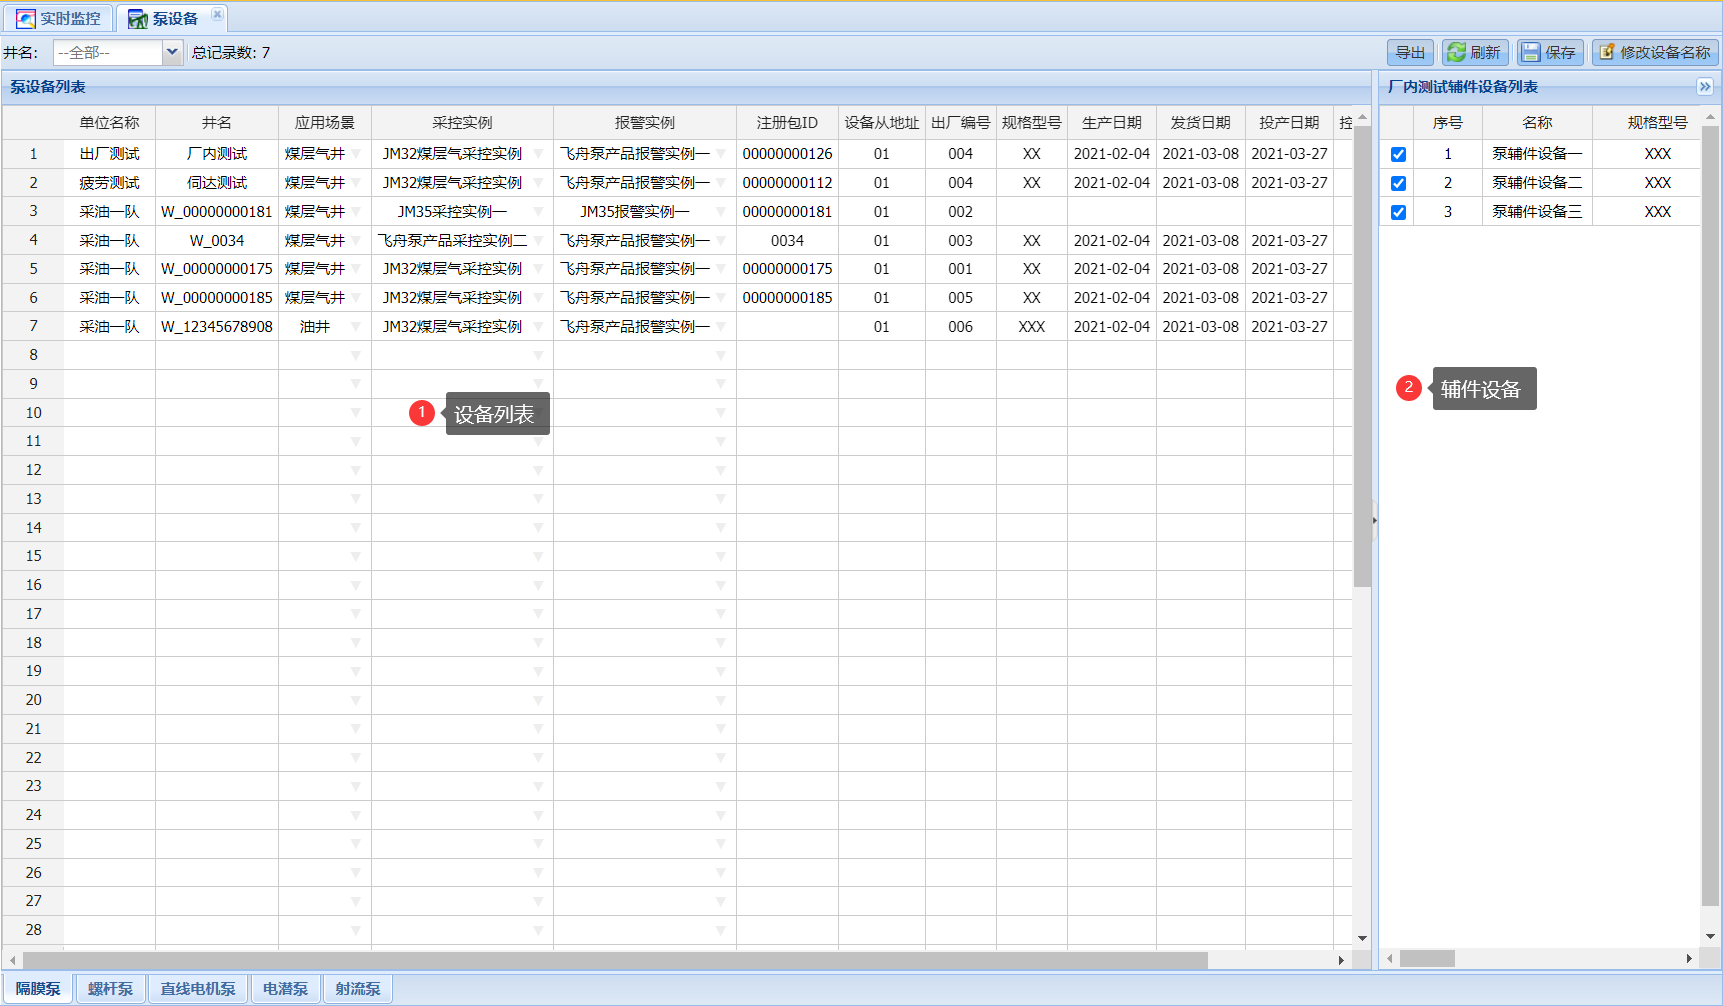 实时监控 泵设备
井名: --全部-- 总记录数: 7 导出 刷新 保存 修改设备名称
泵设备列表 厂内测试辅件设备列表
单位名称 井名 应用场景 采控实例 报警实例 注册包ID 设备从地址 出厂编号 规格型号 生产日期 发货日期 投产日期 控 序号 名称 规格型号
1 出厂测试 厂内测试 煤层气井 JM32煤层气采控实例 飞舟泵产品报警实例一 00000000126 01 004 XX 2021-02-04 2021-03-08 2021-03-27 1 泵辅件设备一 XXX
2 疲劳测试 伺达测试 煤层气井 JM32煤层气采控实例 飞舟泵产品报警实例一 00000000112 01 004 XX 2021-02-04 2021-03-08 2021-03-27 2 泵辅件设备二 XXX
3 采油一队 W_00000000181 煤层气井 JM35采控实例一 JM35报警实例一 00000000181 01 002 3 泵辅件设备三 XXX
4 采油一队 W_0034 煤层气井 飞舟泵产品采控实例二 飞舟泵产品报警实例一 0034 01 003 XX 2021-02-04 2021-03-08 2021-03-27
5 采油一队 W_00000000175 煤层气井 JM32煤层气采控实例 飞舟泵产品报警实例一 00000000175 01 001 XX 2021-02-04 2021-03-08 2021-03-27
6 采油一队 W_00000000185 煤层气井 JM32煤层气采控实例 飞舟泵产品报警实例一 00000000185 01 005 XX 2021-02-04 2021-03-08 2021-03-27
7 采油一队 W_12345678908 油井 JM32煤层气采控实例 飞舟泵产品报警实例一 01 006 XXX 2021-02-04 2021-03-08 2021-03-27
8
9
2 辅件设备
10
1 设备列表
11
12
13
14
15
16
17
18
19
20
21
22
23
24
25
26
27
28
隔膜泵 螺杆泵 直线电机泵 电潜泵 射流泵